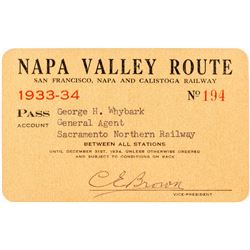 NAPA VALLEY ROUTE
SAN FRANCISCO, NAPA AND CALISTOGA RAILWAY
1933-34 No 194
PASS George H. Whybark
ACCOUNT General Agent
Sacramento Northern Railway
BETWEEN ALL STATIONS
UNTIL DECEMBER 31ST, 1934, UNLESS OTHERWISE ORDERED
AND SUBJECT TO CONDITIONS ON BACK
C E Brown
VICE-PRESIDENT